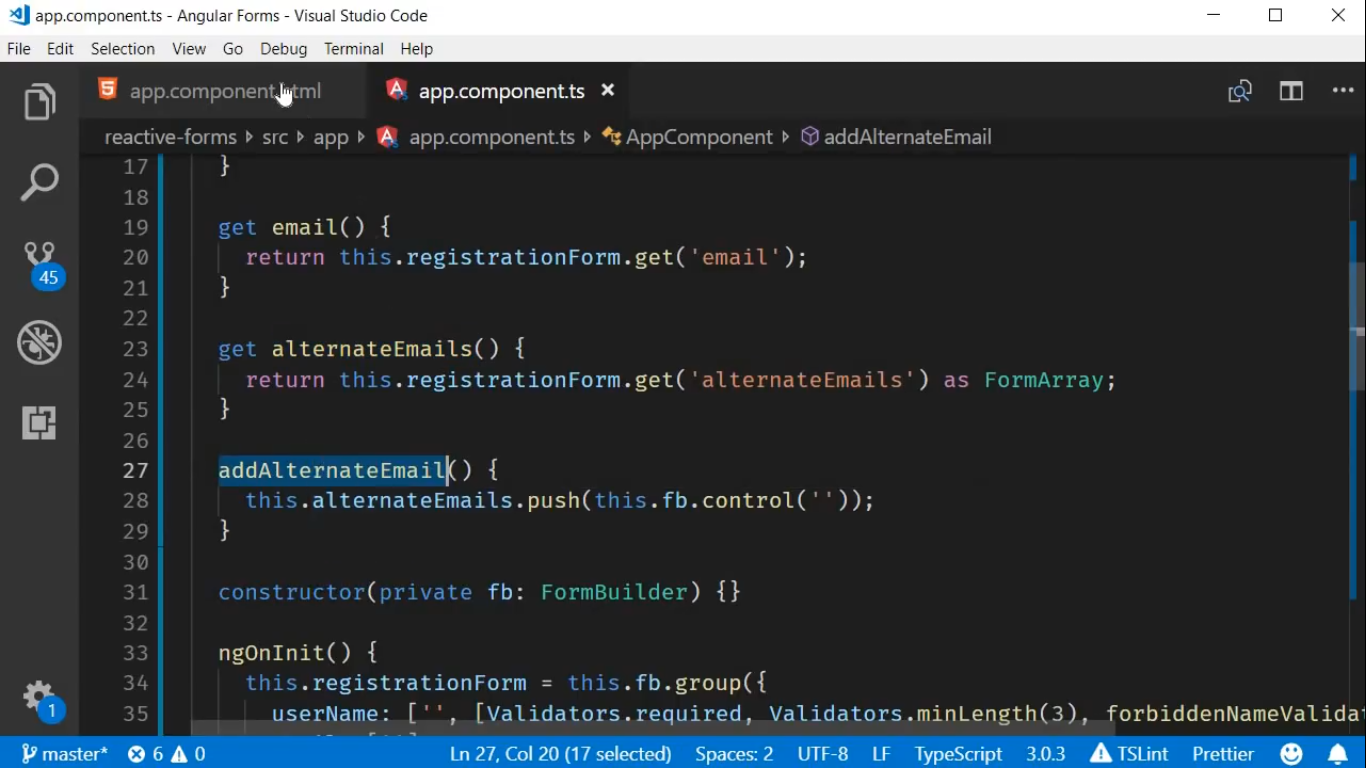 app.component.ts - Angular Forms - Visual Studio Code
File Edit Selection View Go Debug Terminal Help
app.component.html app.component.ts
reactive-forms src app app.component.ts AppComponent addAlternateEmail
17 }
18
19 get email() {
20 return this.registrationForm.get('email');
21 }
22
23 get alternateEmails() {
24 return this.registrationForm.get('alternateEmails') as FormArray;
25 }
26
27 addAlternateEmail() {
28 this.alternateEmails.push(this.fb.control(''));
29 }
30
31 constructor(private fb: FormBuilder) {}
32
33 ngOnInit() {
34 this.registrationForm = this.fb.group({
35 userName: ['', [Validators.required, Validators.minLength(3), forbiddenNameValidat
45
1
master* 6 0 Ln 27, Col 20 (17 selected) Spaces: 2 UTF-8 LF TypeScript 3.0.3 TSLint Prettier